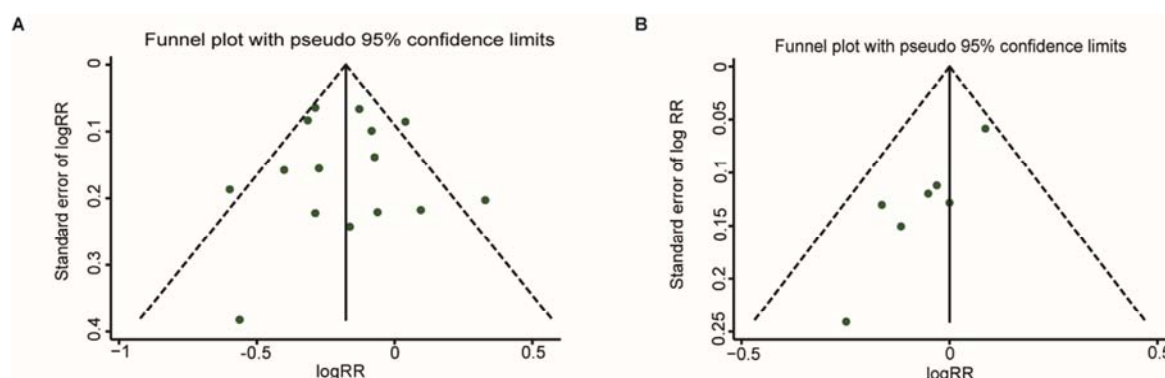 A
Funnel plot with pseudo 95% confidence limits
Standard error of logRR
0
0.1
0.2
0.3
0.4
−1
-0.5
0
0.5
logRR
B
Funnel plot with pseudo 95% confidence limits
Standard error of log RR
0
0.05
0.1
0.15
0.2
0.25
−0.5
0
0.5
logRR